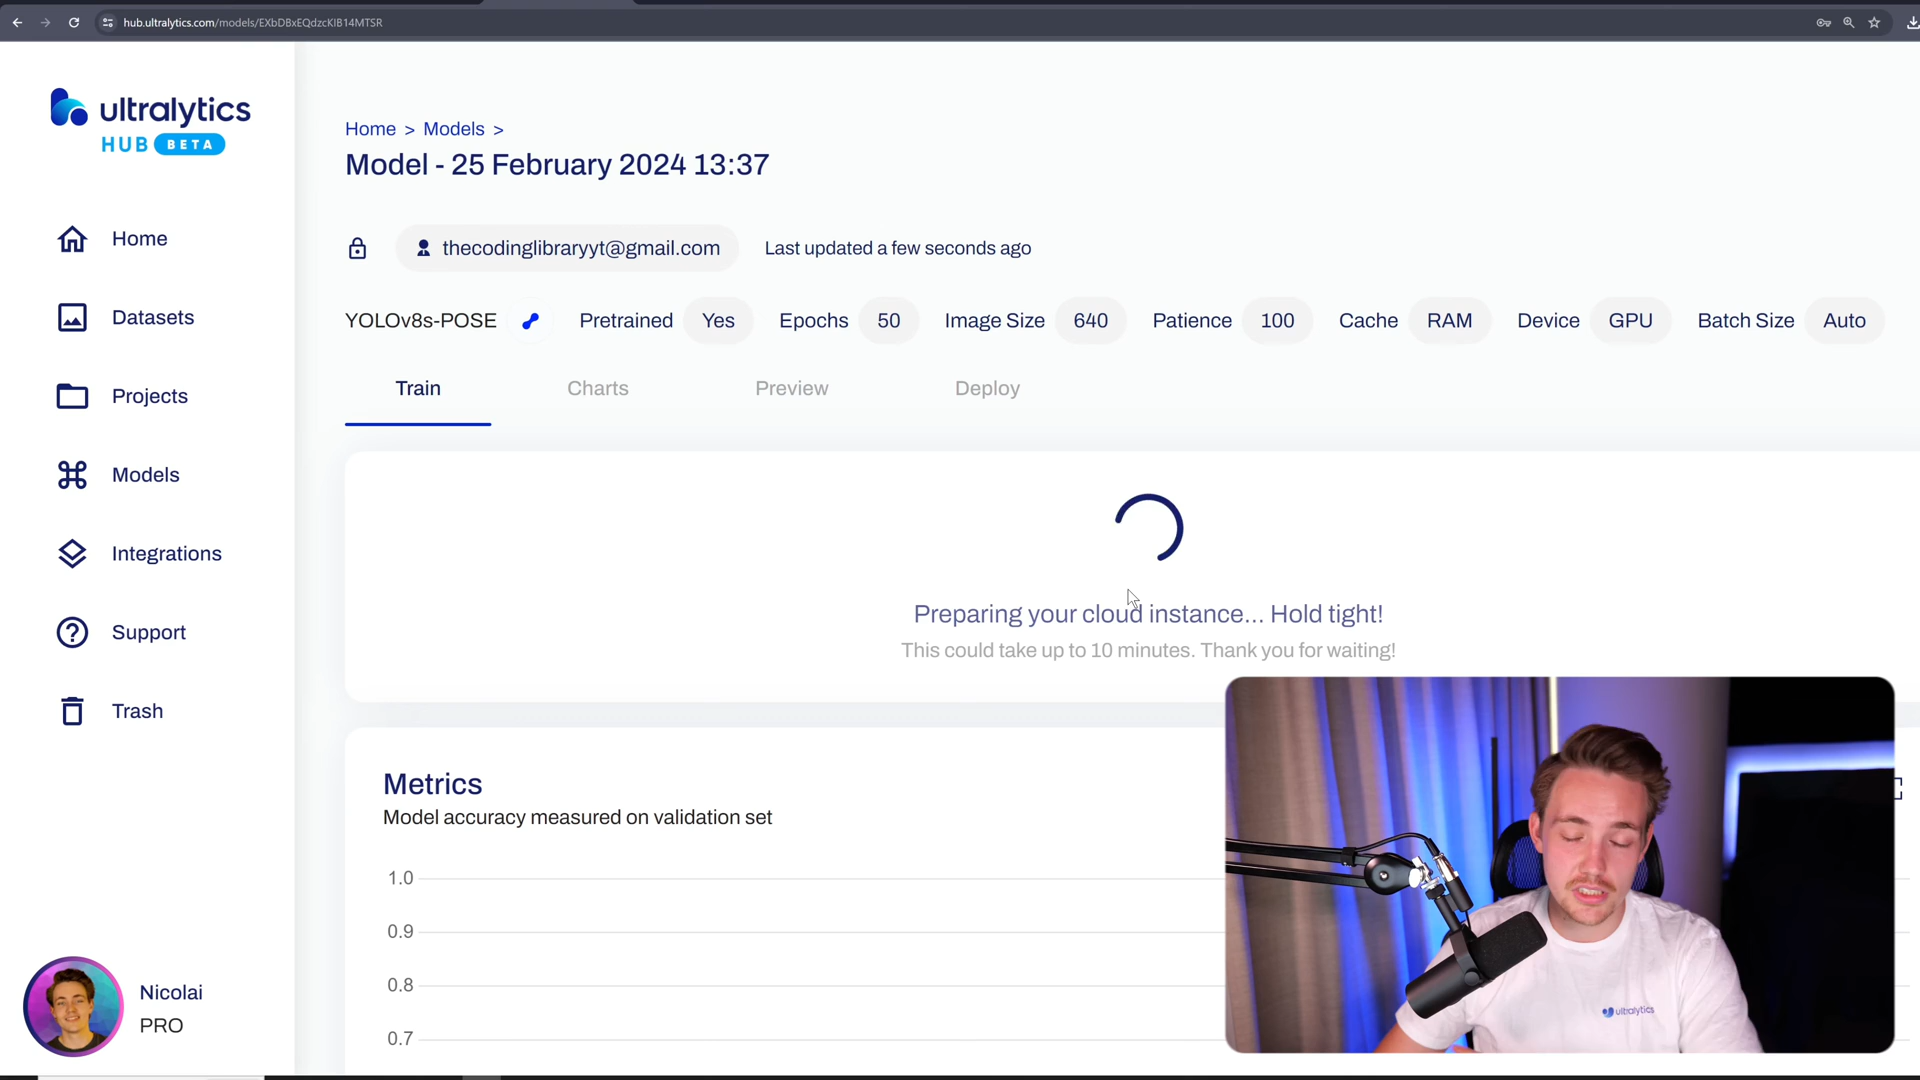 hub.ultralytics.com/models/EXbDBxEQdzcKIB14MTSR
ultralytics
HUB BETA
Home
Datasets
Projects
Models
Integrations
Support
Trash
Nicolai
PRO
Home > Models >
Model - 25 February 2024 13:37
thecodinglibraryyt@gmail.com Last updated a few seconds ago
YOLOv8s-POSE Pretrained Yes Epochs 50 Image Size 640 Patience 100 Cache RAM Device GPU Batch Size Auto
Train Charts Preview Deploy
Preparing your cloud instance... Hold tight!
This could take up to 10 minutes. Thank you for waiting!
Metrics
Model accuracy measured on validation set
1.0
0.9
0.8
0.7
ultralytics